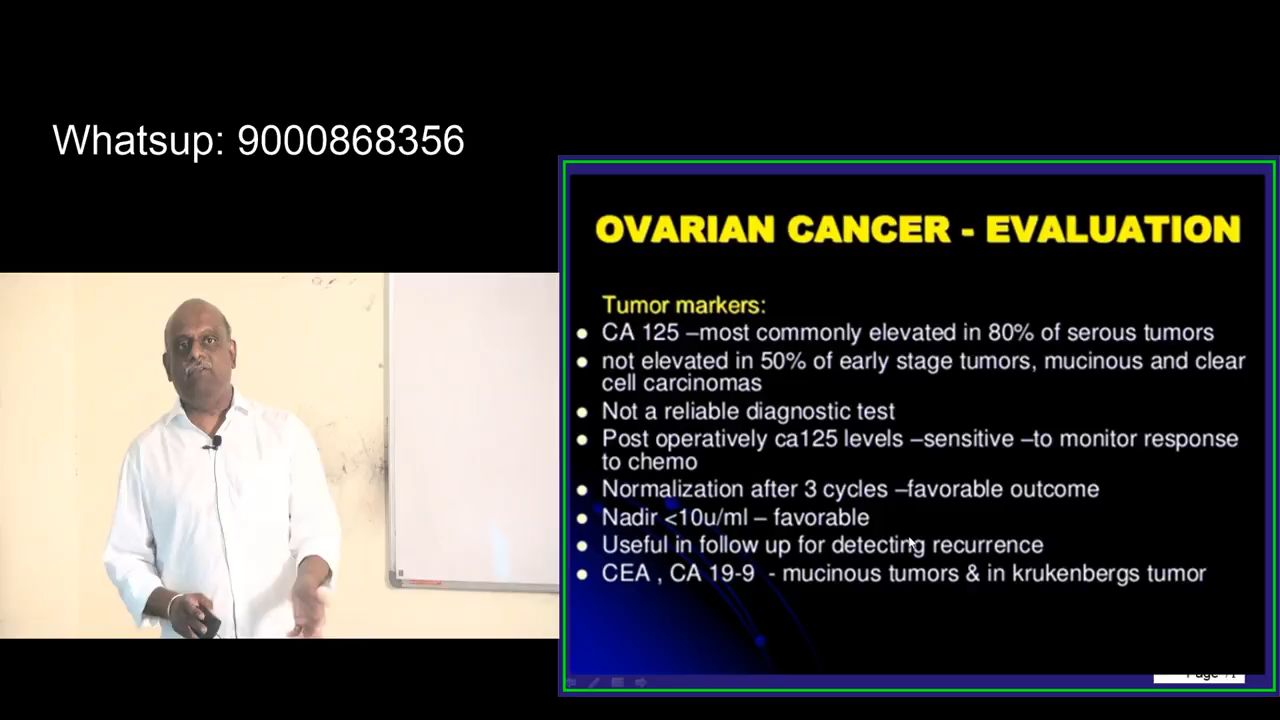 Whatsup: 9000868356
OVARIAN CANCER - EVALUATION
Tumor markers:
● CA 125 –most commonly elevated in 80% of serous tumors
● not elevated in 50% of early stage tumors, mucinous and clear
cell carcinomas
● Not a reliable diagnostic test
● Post operatively ca125 levels –sensitive –to monitor response
to chemo
● Normalization after 3 cycles –favorable outcome
● Nadir <10u/ml – favorable
● Useful in follow up for detecting recurrence
● CEA , CA 19-9 - mucinous tumors & in krukenbergs tumor